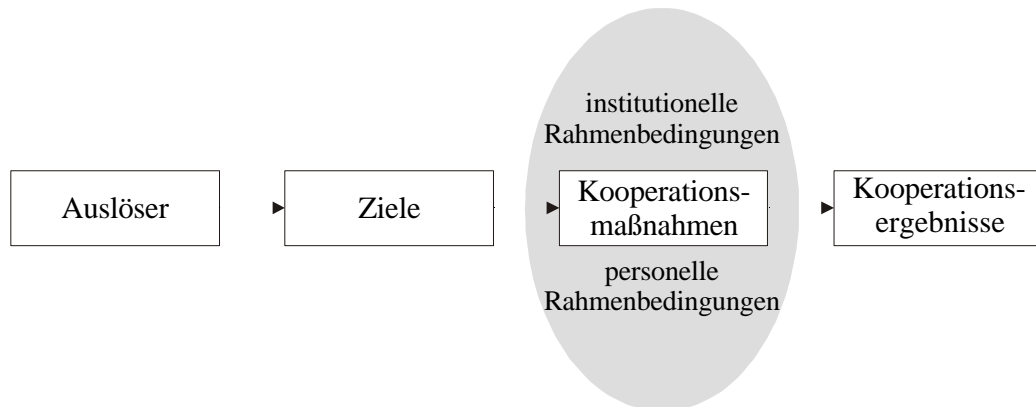 institutionelle
Rahmenbedingungen
Auslöser
Ziele
Kooperations-
maßnahmen
Kooperations-
ergebnisse
personelle
Rahmenbedingungen